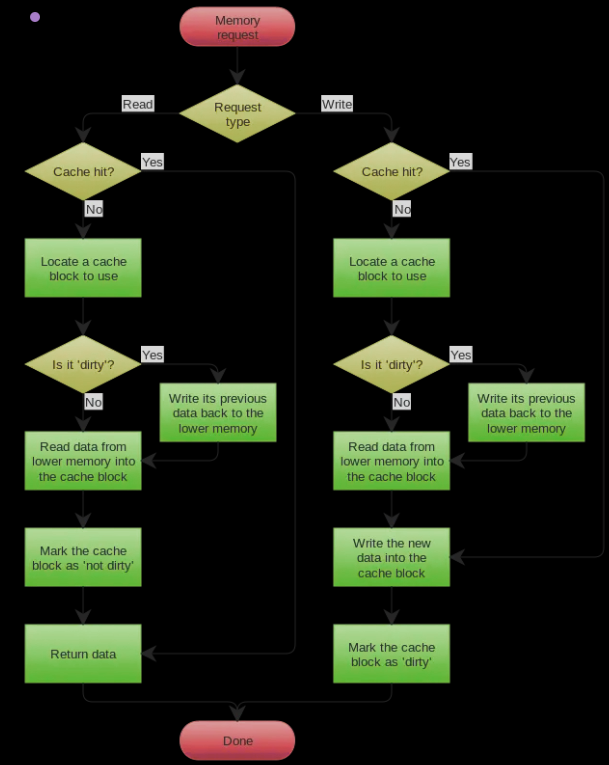 Memory
request
Request
type
Read
Write
Cache hit?
Yes
No
Cache hit?
Yes
No
Locate a cache
block to use
Locate a cache
block to use
Is it 'dirty'?
Yes
No
Is it 'dirty'?
Yes
No
Write its previous
data back to the
lower memory
Write its previous
data back to the
lower memory
Read data from
lower memory into
the cache block
Read data from
lower memory into
the cache block
Mark the cache
block as 'not dirty'
Write the new
data into the
cache block
Return data
Mark the cache
block as 'dirty'
Done